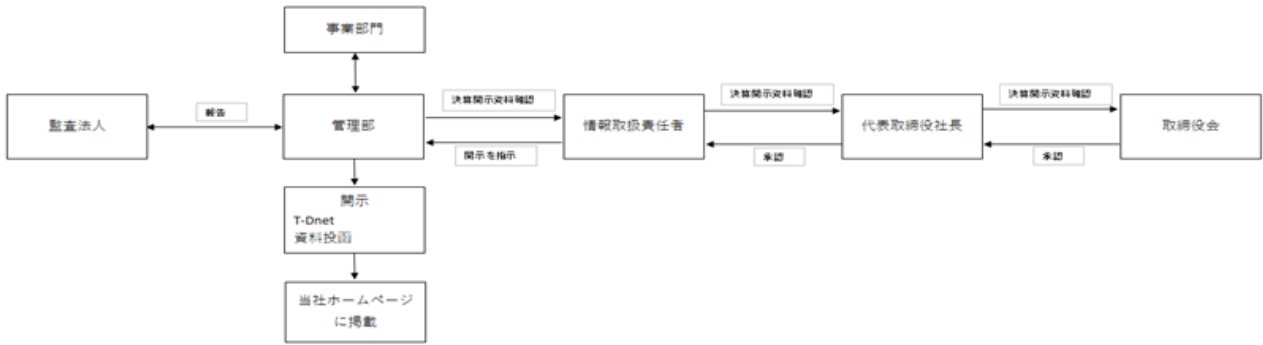 事業部門
監査法人
報告
管理部
決算開示資料確認
開示を指示
情報取扱責任者
決算開示資料確認
承認
代表取締役社長
決算開示資料確認
承認
取締役会
開示
T-Dnet
資料投函
当社ホームページ
に掲載